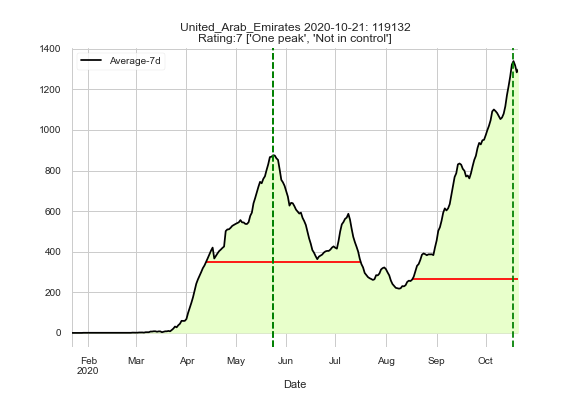 United_Arab_Emirates 2020-10-21: 119132
Rating:7 ['One peak', 'Not in control']
Average-7d
1400
1200
1000
800
600
400
200
0
Feb
2020
Mar
Apr
May
Jun
Jul
Aug
Sep
Oct
Date